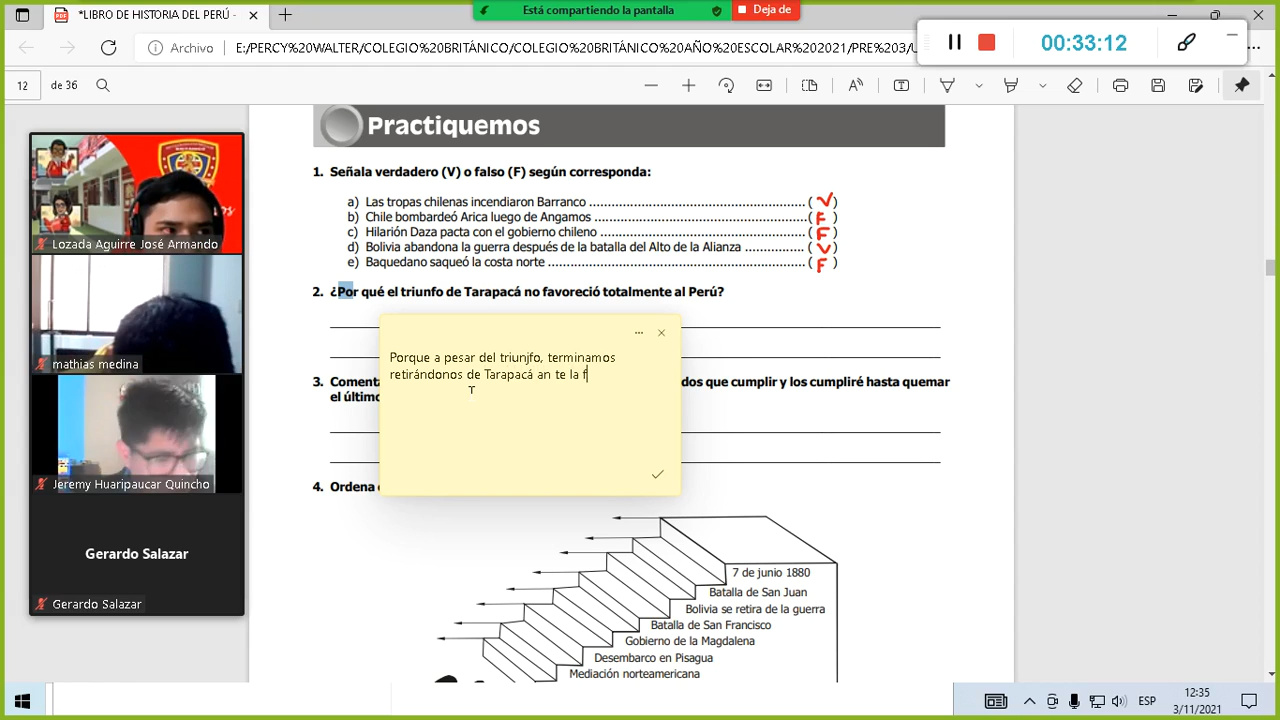 *LIBRO DE HISTORIA DEL PERÚ -
Está compartiendo la pantalla
Deja de
Archivo
E:/PERCY%20WALTER/COLEGIO%20BRITÁNICO/COLEGIO%20BRITÁNICO%20AÑO%20ESCOLAR%202021/PRE%203/L
00:33:12
12 de 36
Practiquemos
1. Señala verdadero (V) o falso (F) según corresponda:
a) Las tropas chilenas incendiaron Barranco ( V )
b) Chile bombardeó Arica luego de Angamos ( F )
c) Hilarión Daza pacta con el gobierno chileno ( F )
d) Bolivia abandona la guerra después de la batalla del Alto de la Alianza ( V )
e) Baquedano saqueó la costa norte ( F )
2. ¿Por qué el triunfo de Tarapacá no favoreció totalmente al Perú?
Porque a pesar del triunjfo, terminamos
retirándonos de Tarapacá an te la f
3. Coment dos que cumplir y los cumpliré hasta quemar
el último
4. Ordena
7 de junio 1880
Batalla de San Juan
Bolivia se retira de la guerra
Batalla de San Francisco
Gobierno de la Magdalena
Desembarco en Pisagua
Mediación norteamericana
Lozada Aguirre José Armando
mathias medina
Jeremy Huaripaucar Quincho
Gerardo Salazar
Gerardo Salazar
ESP
12:35
3/11/2021